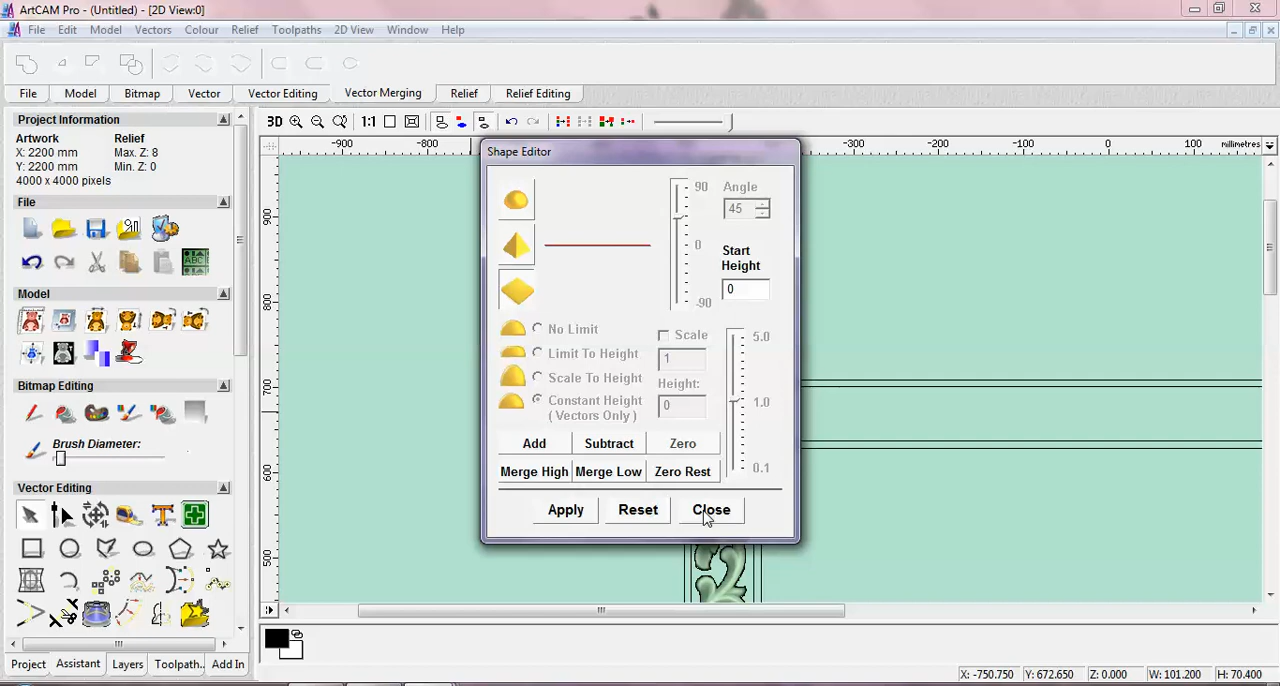 ArtCAM Pro - (Untitled) - [2D View:0]
File Edit Model Vectors Colour Relief Toolpaths 2D View Window Help
File Model Bitmap Vector Vector Editing Vector Merging Relief Relief Editing
Project Information
Artwork Relief
X: 2200 mm Max. Z: 8
Y: 2200 mm Min. Z: 0
4000 x 4000 pixels
File
ABC
Model
Bitmap Editing
Brush Diameter:
Vector Editing
Project Assistant Layers Toolpath.. Add In
3D 1:1
-900 -800 -300 -200 -100 0 100 millimetres
900
800
700
600
500
Shape Editor
90 Angle
45
0 Start
Height
0
-90
No Limit Scale 5.0
Limit To Height 1
Scale To Height Height:
Constant Height 0 1.0
( Vectors Only )
Add Subtract Zero
Merge High Merge Low Zero Rest 0.1
Apply Reset Close
X: -750.750 Y: 672.650 Z: 0.000 W: 101.200 H: 70.400